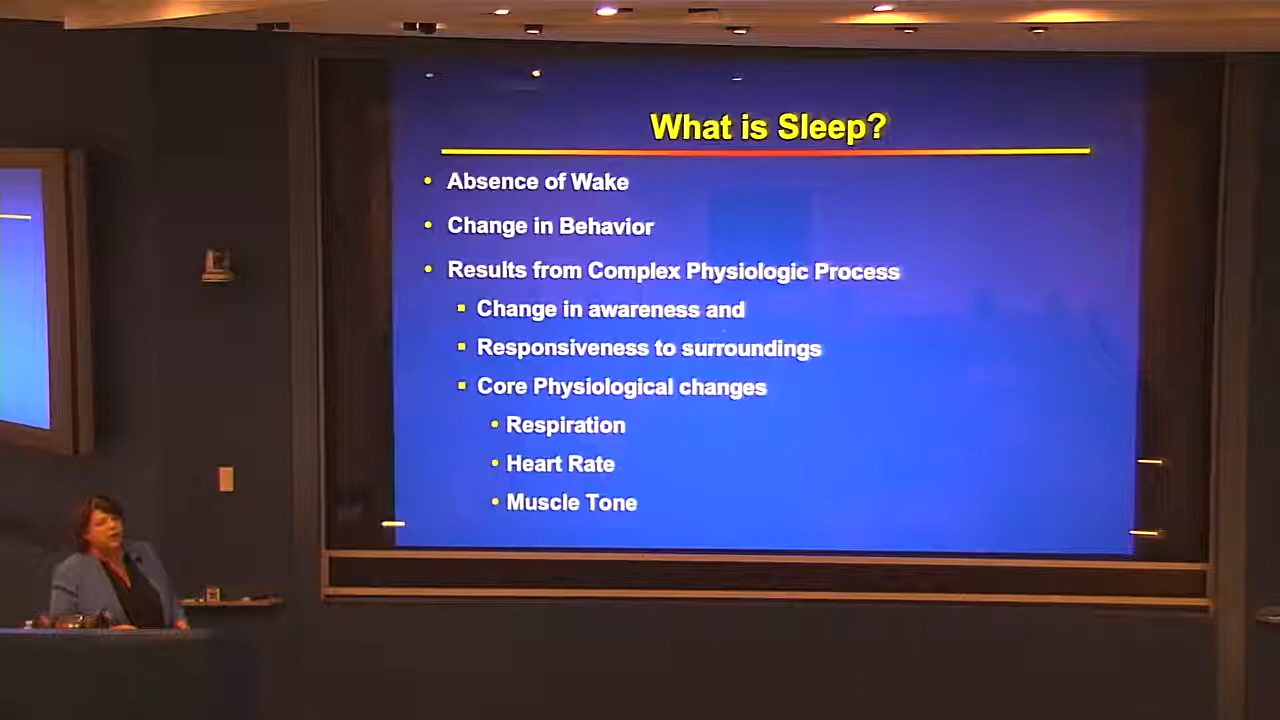 What is Sleep?
• Absence of Wake
• Change in Behavior
• Results from Complex Physiologic Process
▪ Change in awareness and
▪ Responsiveness to surroundings
▪ Core Physiological changes
• Respiration
• Heart Rate
• Muscle Tone